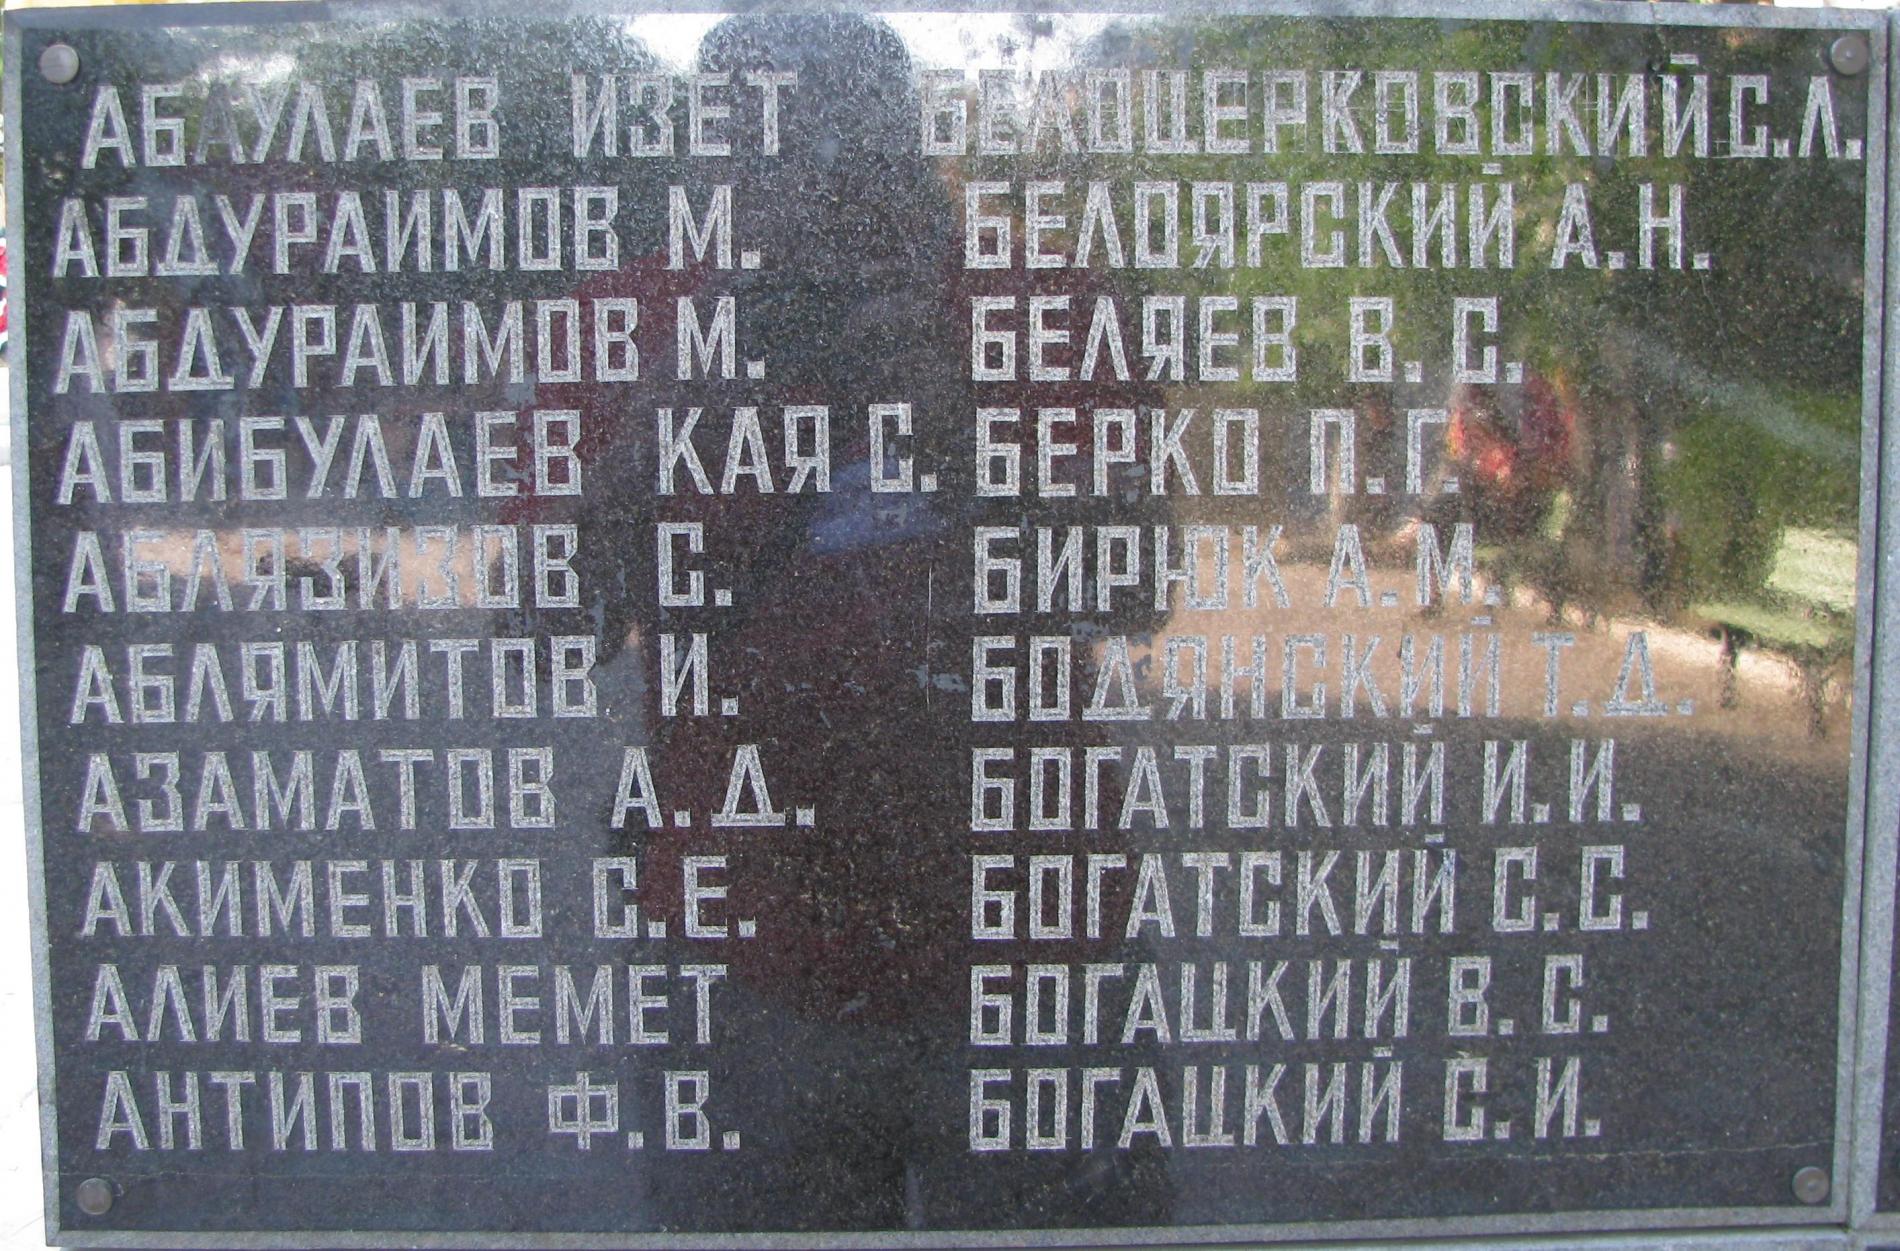 АБАУЛАЕВ ИЗЕТ
АБДУРАИМОВ М.
АБДУРАИМОВ М.
АБИБУЛАЕВ КАЯ С.
АБЛЯЗИЗОВ С.
АБЛЯМИТОВ И.
АЗАМАТОВ А.Д.
АКИМЕНКО С.Е.
АЛИЕВ МЕМЕТ
АНТИПОВ Ф.В.
БЕЛОЦЕРКОВСКИЙ С.Л.
БЕЛОЯРСКИЙ А.Н.
БЕЛЯЕВ В.С.
БЕРКО П.Г.
БИРЮК А.М.
БОДЯНСКИЙ Т.Д.
БОГАТСКИЙ И.И.
БОГАТСКИЙ С.С.
БОГАЦКИЙ В.С.
БОГАЦКИЙ С.И.